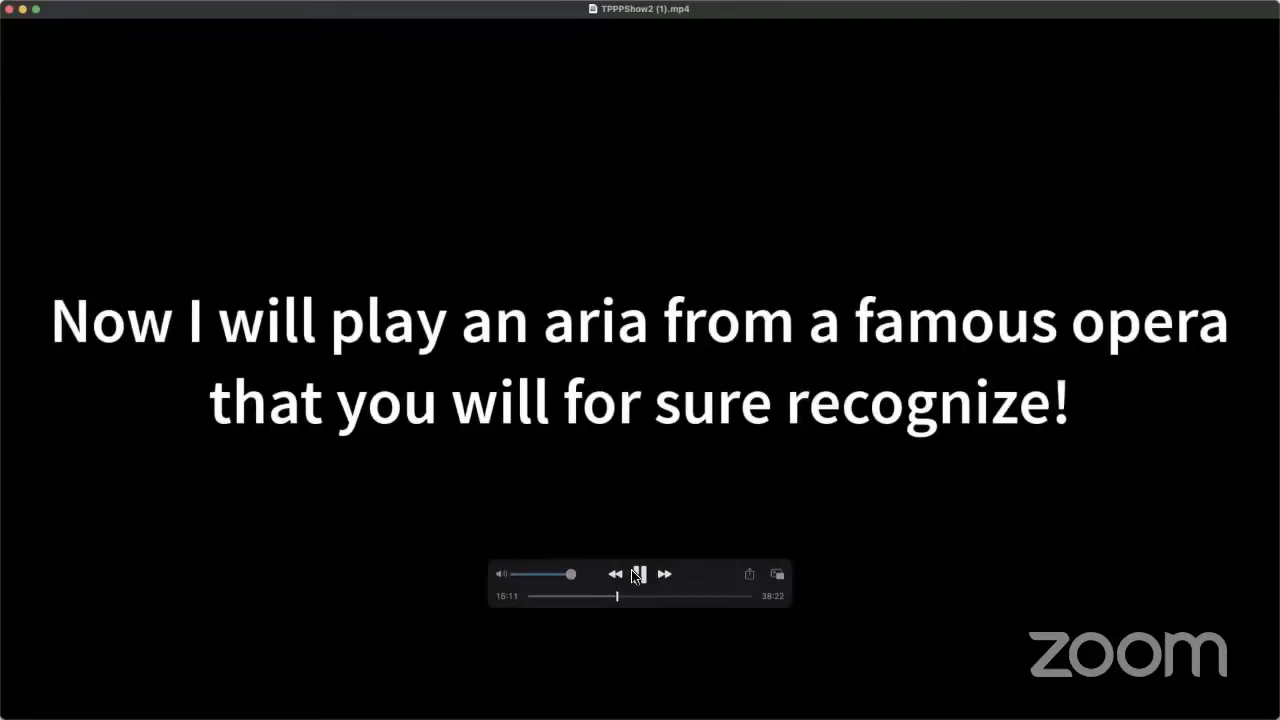 TPPPShow2 (1).mp4
Now I will play an aria from a famous opera
that you will for sure recognize!
15:11
38:22
zoom